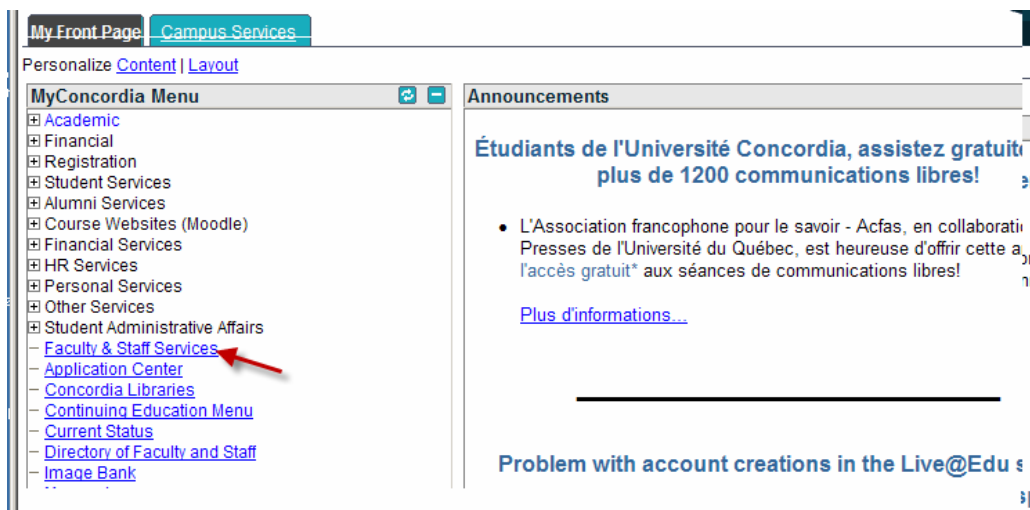 My Front Page Campus Services
Personalize Content | Layout
MyConcordia Menu
Academic
Financial
Registration
Student Services
Alumni Services
Course Websites (Moodle)
Financial Services
HR Services
Personal Services
Other Services
Student Administrative Affairs
Faculty & Staff Services
Application Center
Concordia Libraries
Continuing Education Menu
Current Status
Directory of Faculty and Staff
Image Bank
Announcements
Étudiants de l'Université Concordia, assistez gratuite
plus de 1200 communications libres!
• L'Association francophone pour le savoir - Acfas, en collaborati
Presses de l'Université du Québec, est heureuse d'offrir cette a
l'accès gratuit* aux séances de communications libres!
Plus d'informations...
Problem with account creations in the Live@Edu s